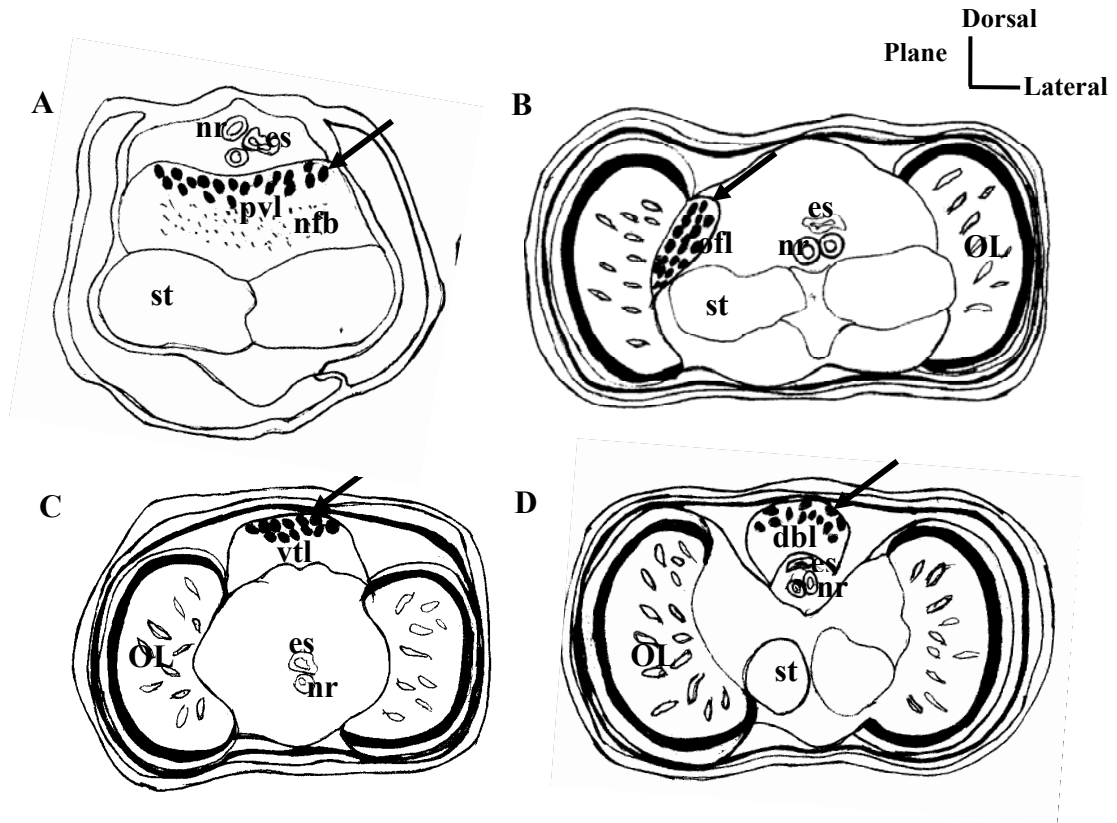 Dorsal
Plane
Lateral
A
nr
es
pvl
nfb
st
B
es
ofl
nr
OL
st
C
vtl
OL
es
nr
D
dbl
es
nr
OL
st